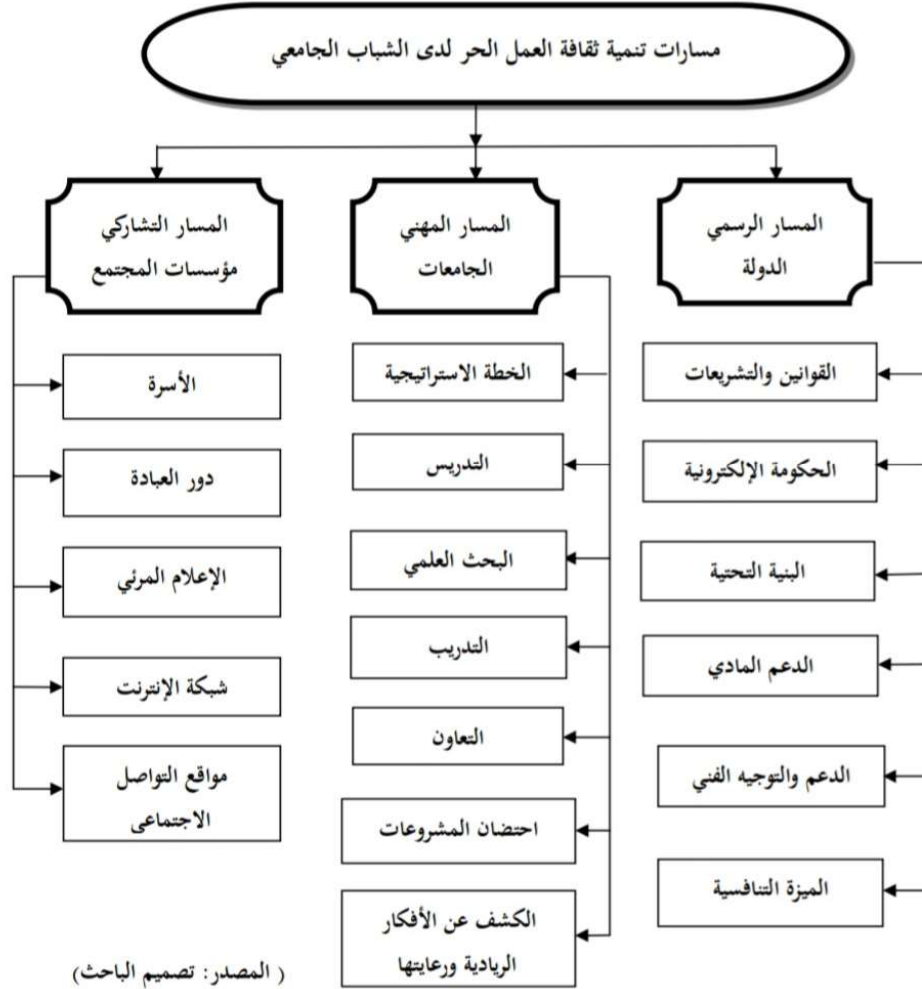 مسارات تنمية ثقافة العمل الحر لدى الشباب الجامعي
المسار الرسمي
الدولة
القوانين والتشريعات
الحكومة الإلكترونية
البنية التحتية
الدعم المادي
الدعم والتوجيه الفني
الميزة التنافسية
المسار المهني
الجامعات
الخطة الاستراتيجية
التدريس
البحث العلمي
التدريب
التعاون
احتضان المشروعات
الكشف عن الأفكار
الريادية ورعايتها
المسار التشاركي
مؤسسات المجتمع
الأسرة
دور العبادة
الإعلام المرئي
شبكة الإنترنت
مواقع التواصل
الاجتماعى
( المصدر: تصميم الباحث)